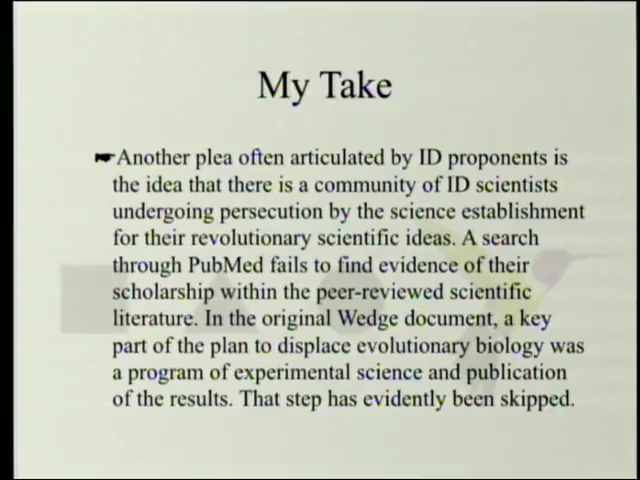 My Take
Another plea often articulated by ID proponents is
the idea that there is a community of ID scientists
undergoing persecution by the science establishment
for their revolutionary scientific ideas. A search
through PubMed fails to find evidence of their
scholarship within the peer-reviewed scientific
literature. In the original Wedge document, a key
part of the plan to displace evolutionary biology was
a program of experimental science and publication
of the results. That step has evidently been skipped.